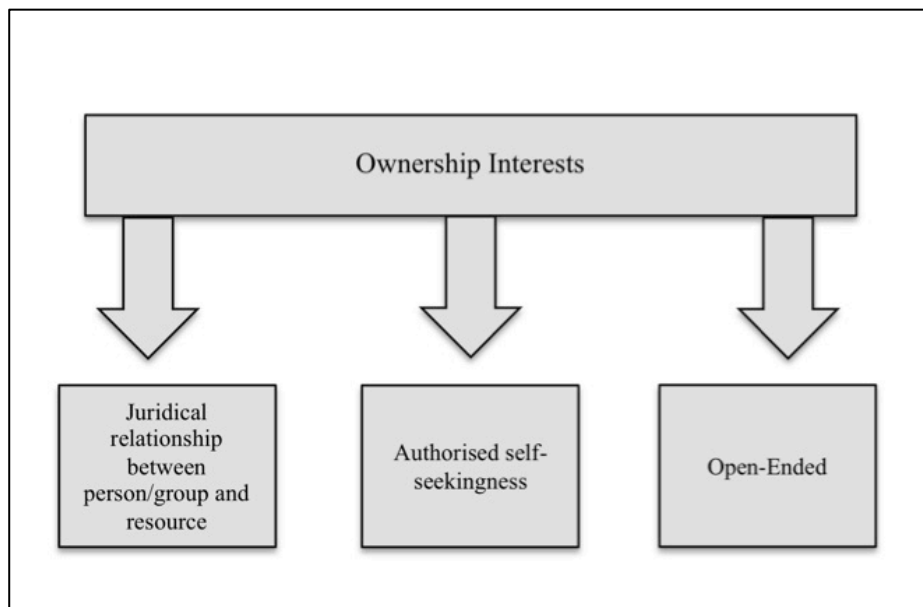 Ownership Interests
Juridical
relationship
between
person/group and
resource
Authorised self-
seekingness
Open-Ended